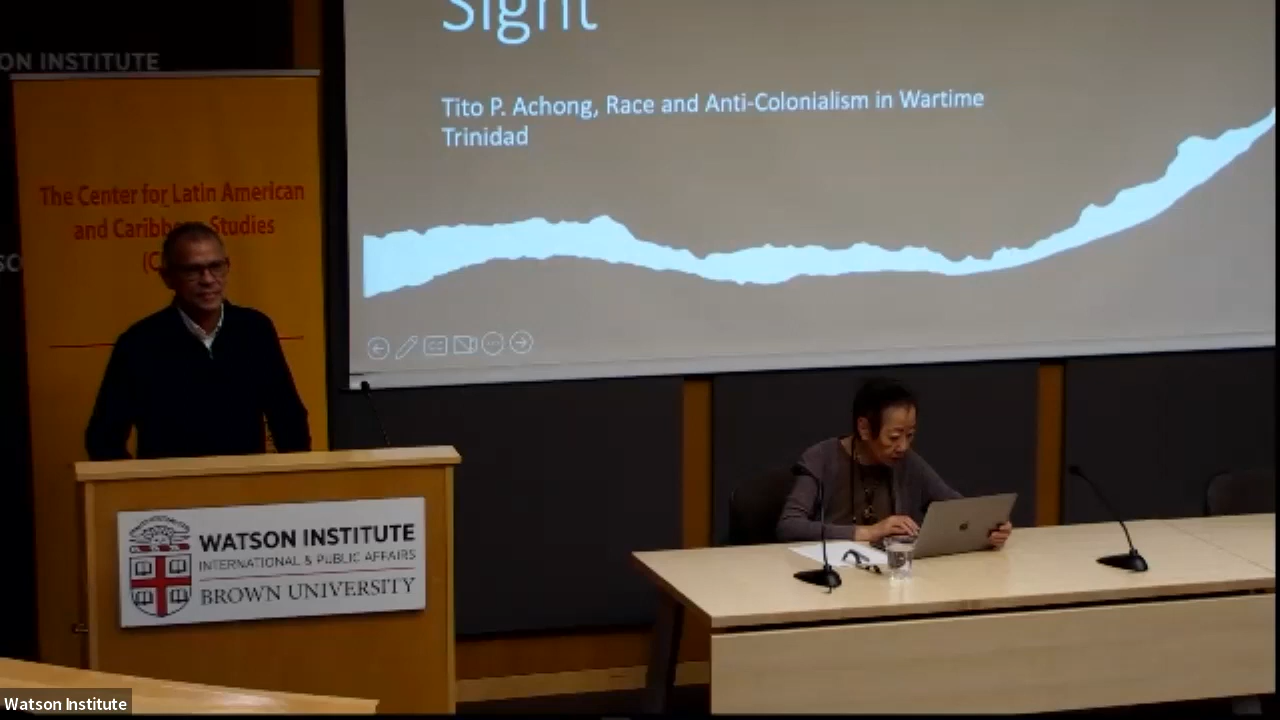 ON INSTITUTE
Sight
Tito P. Achong, Race and Anti-Colonialism in Wartime
Trinidad
The Center for Latin American
and Studies
WATSON INSTITUTE
INTERNATIONAL & PUBLIC AFFAIRS
BROWN UNIVERSITY
Watson Institute